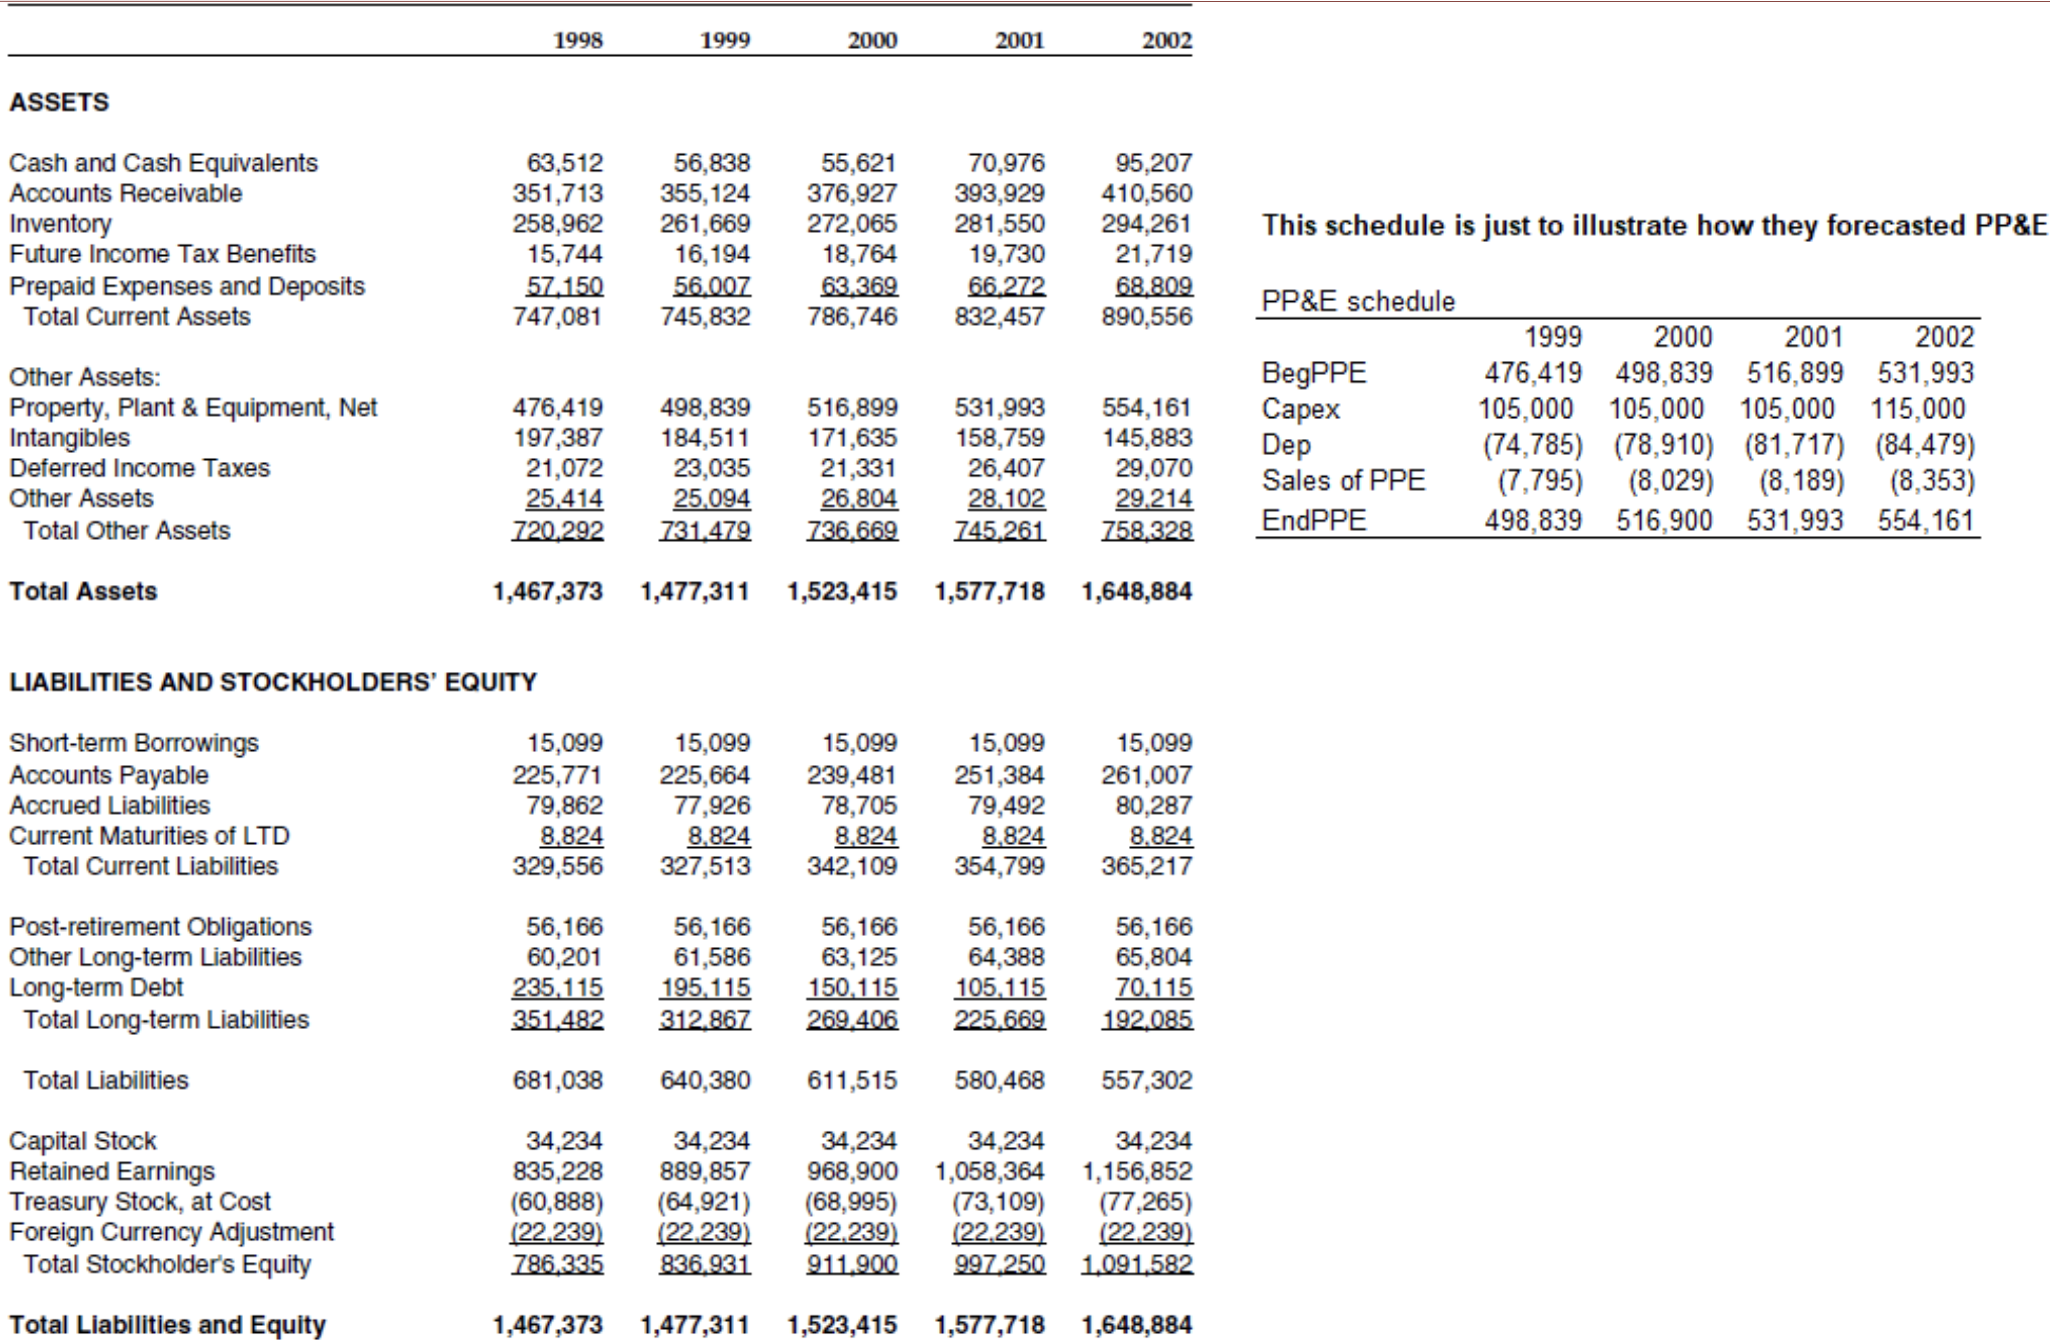 1998 1999 2000 2001 2002
ASSETS
Cash and Cash Equivalents 63,512 56,838 55,621 70,976 95,207
Accounts Receivable 351,713 355,124 376,927 393,929 410,560
Inventory 258,962 261,669 272,065 281,550 294,261
Future Income Tax Benefits 15,744 16,194 18,764 19,730 21,719
Prepaid Expenses and Deposits 57,150 56,007 63,369 66,272 68,809
Total Current Assets 747,081 745,832 786,746 832,457 890,556
Other Assets:
Property, Plant & Equipment, Net 476,419 498,839 516,899 531,993 554,161
Intangibles 197,387 184,511 171,635 158,759 145,883
Deferred Income Taxes 21,072 23,035 21,331 26,407 29,070
Other Assets 25,414 25,094 26,804 28,102 29,214
Total Other Assets 720,292 731,479 736,669 745,261 758,328
Total Assets 1,467,373 1,477,311 1,523,415 1,577,718 1,648,884
LIABILITIES AND STOCKHOLDERS’ EQUITY
Short-term Borrowings 15,099 15,099 15,099 15,099 15,099
Accounts Payable 225,771 225,664 239,481 251,384 261,007
Accrued Liabilities 79,862 77,926 78,705 79,492 80,287
Current Maturities of LTD 8,824 8,824 8,824 8,824 8,824
Total Current Liabilities 329,556 327,513 342,109 354,799 365,217
Post-retirement Obligations 56,166 56,166 56,166 56,166 56,166
Other Long-term Liabilities 60,201 61,586 63,125 64,388 65,804
Long-term Debt 235,115 195,115 150,115 105,115 70,115
Total Long-term Liabilities 351,482 312,867 269,406 225,669 192,085
Total Liabilities 681,038 640,380 611,515 580,468 557,302
Capital Stock 34,234 34,234 34,234 34,234 34,234
Retained Earnings 835,228 889,857 968,900 1,058,364 1,156,852
Treasury Stock, at Cost (60,888) (64,921) (68,995) (73,109) (77,265)
Foreign Currency Adjustment (22,239) (22,239) (22,239) (22,239) (22,239)
Total Stockholder's Equity 786,335 836,931 911,900 997,250 1,091,582
Total Liabilities and Equity 1,467,373 1,477,311 1,523,415 1,577,718 1,648,884
This schedule is just to illustrate how they forecasted PP&E
PP&E schedule
1999 2000 2001 2002
BegPPE 476,419 498,839 516,899 531,993
Capex 105,000 105,000 105,000 115,000
Dep (74,785) (78,910) (81,717) (84,479)
Sales of PPE (7,795) (8,029) (8,189) (8,353)
EndPPE 498,839 516,900 531,993 554,161